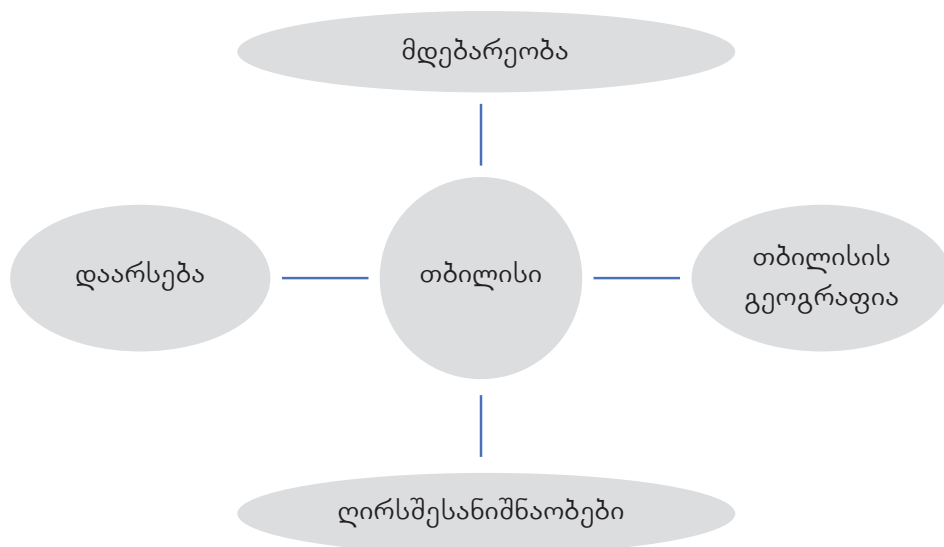 მდებარეობა
დაარსება
თბილისი
თბილისის
გეოგრაფია
ღირსშესანიშნაობები